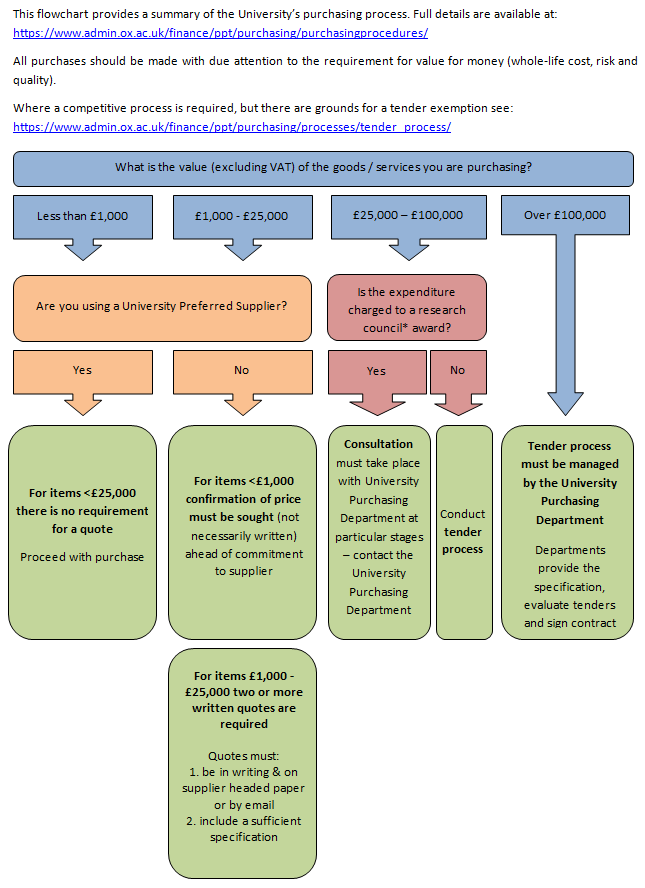 This flowchart provides a summary of the University's purchasing process. Full details are available at:
https://www.admin.ox.ac.uk/finance/ppt/purchasing/purchasingprocedures/
All purchases should be made with due attention to the requirement for value for money (whole-life cost, risk and
quality).
Where a competitive process is required, but there are grounds for a tender exemption see:
https://www.admin.ox.ac.uk/finance/ppt/purchasing/processes/tender_process/
What is the value (excluding VAT) of the goods / services you are purchasing?
Less than £1,000
£1,000 - £25,000
£25,000 – £100,000
Over £100,000
Are you using a University Preferred Supplier?
Is the expenditure
charged to a research
council* award?
Yes
No
Yes
No
For items <£25,000
there is no requirement
for a quote
Proceed with purchase
For items <£1,000
confirmation of price
must be sought (not
necessarily written)
ahead of commitment
to supplier
Consultation
must take place
with University
Purchasing
Department at
particular stages
– contact the
University
Purchasing
Department
Conduct
tender
process
Tender process
must be managed
by the University
Purchasing
Department
Departments
provide the
specification,
evaluate tenders
and sign contract
For items £1,000 -
£25,000 two or more
written quotes are
required
Quotes must:
1. be in writing & on
supplier headed paper
or by email
2. include a sufficient
specification